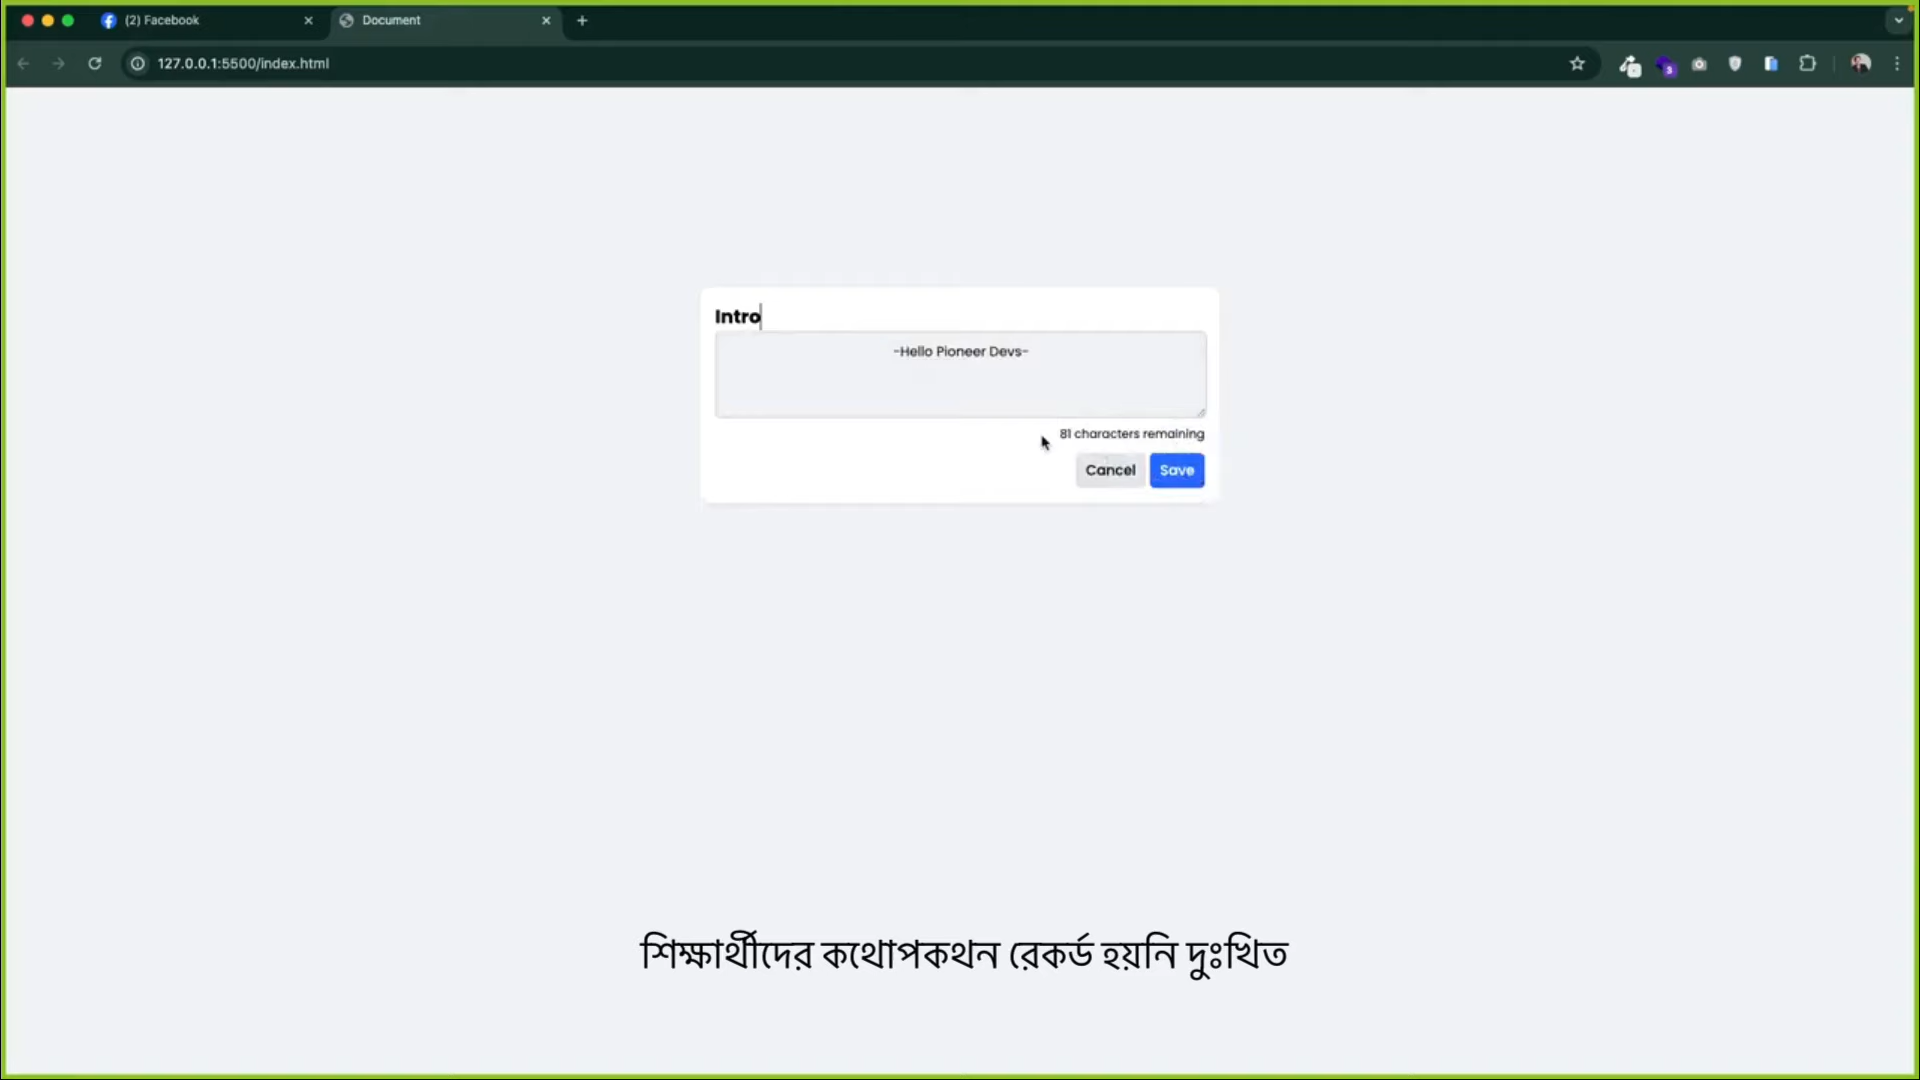 (2) Facebook
Document
127.0.0.1:5500/index.html
3
Intro
-Hello Pioneer Devs-
81 characters remaining
Cancel
Save
শিক্ষার্থীদের কথোপকথন রেকর্ড হয়নি দুঃখিত